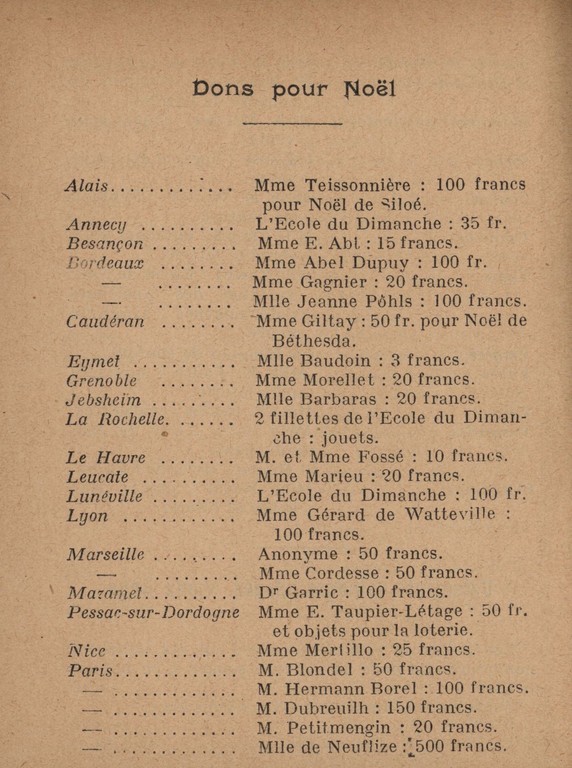 Dons pour Noël
Alais............. Mme Teissonnière : 100 francs
pour Noël de Siloé.
Annecy .......... L'Ecole du Dimanche : 35 fr.
Besançon ......... Mme E. Abt : 15 francs.
Bordeaux ........ Mme Abel Dupuy : 100 fr.
— ........ Mme Gagnier : 20 francs.
— ........ Mlle Jeanne Pôhls : 100 francs.
Caudéran ........ Mme Giltay : 50 fr. pour Noël de
Béthesda.
Eymet ........... Mlle Baudoin : 3 francs.
Grenoble ........ Mme Morellet : 20 francs.
Jebsheim ......... Mlle Barbaras : 20 francs.
La Rochelle....... 2 fillettes de l'Ecole du Diman-
che : jouets.
Le Havre ........ M. et Mme Fossé : 10 francs.
Leucate .......... Mme Marieu : 20 francs.
Lunéville ......... L'Ecole du Dimanche : 100 fr.
Lyon ............ Mme Gérard de Watteville :
100 francs.
Marseille ......... Anonyme : 50 francs.
— ......... Mme Cordesse : 50 francs.
Mazamet.......... Dr Garric : 100 francs.
Pessac-sur-Dordogne Mme E. Taupier-Létage : 50 fr.
et objets pour la loterie.
Nice ............. Mme Merlillo : 25 francs.
Paris............. M. Blondel : 50 francs.
— ............. M. Hermann Borel : 100 francs.
— ............. M. Dubreuilh : 150 francs.
— ............. M. Petitmengin : 20 francs.
— ............. Mlle de Neuflize : 500 francs.